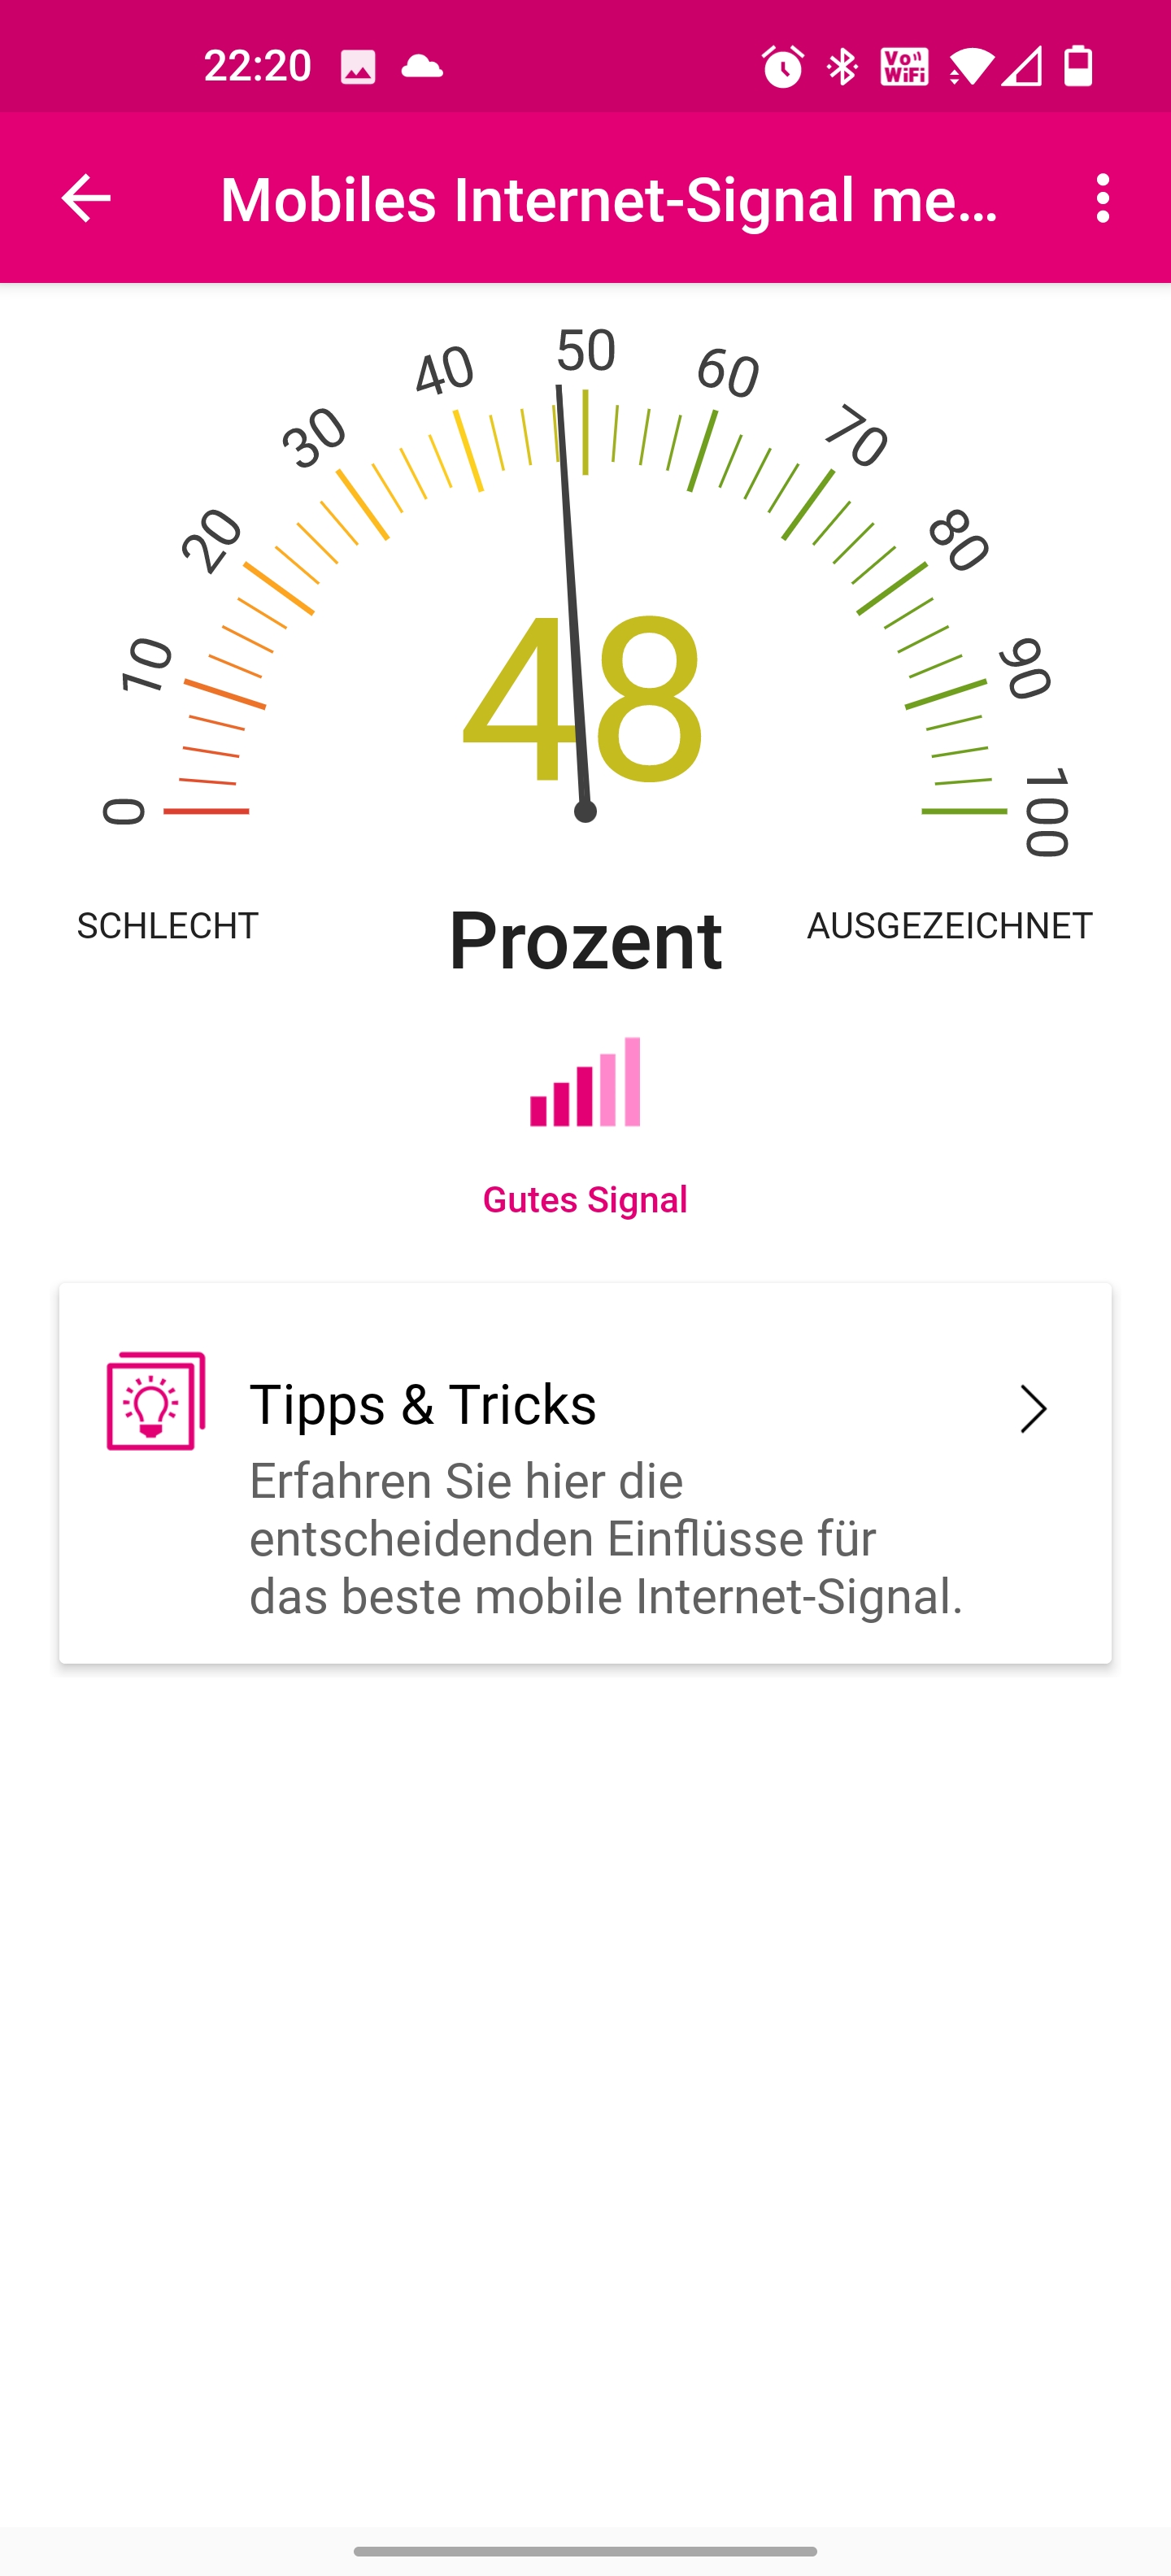 22:20
Vo))
WiFi
Mobiles Internet-Signal me...
0
10
20
30
40
50
60
70
80
90
100
48
SCHLECHT
Prozent
AUSGEZEICHNET
Gutes Signal
Tipps & Tricks
Erfahren Sie hier die
entscheidenden Einflüsse für
das beste mobile Internet-Signal.